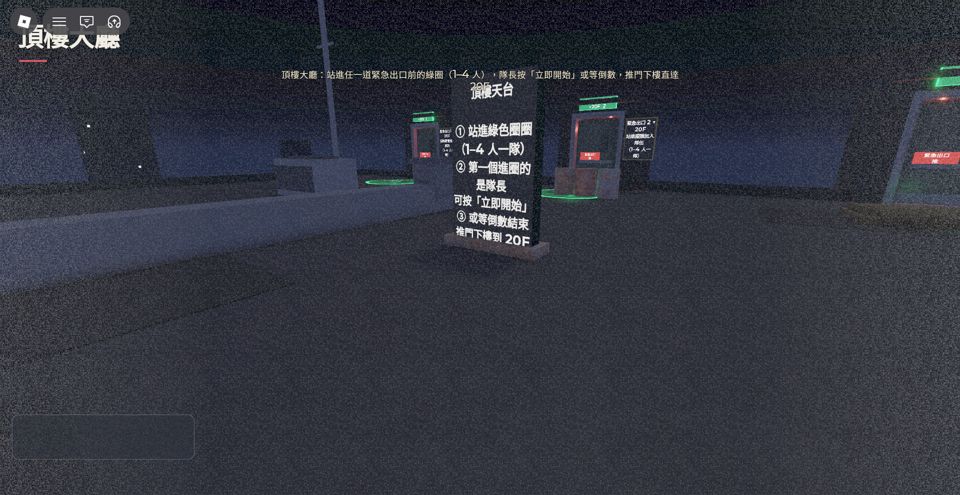 頂樓大廳
頂樓大廳：站進任一道緊急出口前的綠圈（1–4 人），隊長按「立即開始」或等倒數，推門下樓直達
20F
頂樓天台
① 站進綠色圈圈
（1–4 人一隊）
② 第一個進圈的
是隊長
可按「立即開始」
③ 或等倒數結束
推門下樓到 20F
緊急出口 2 •
20F
（1–4 人一
隊）
緊急出口